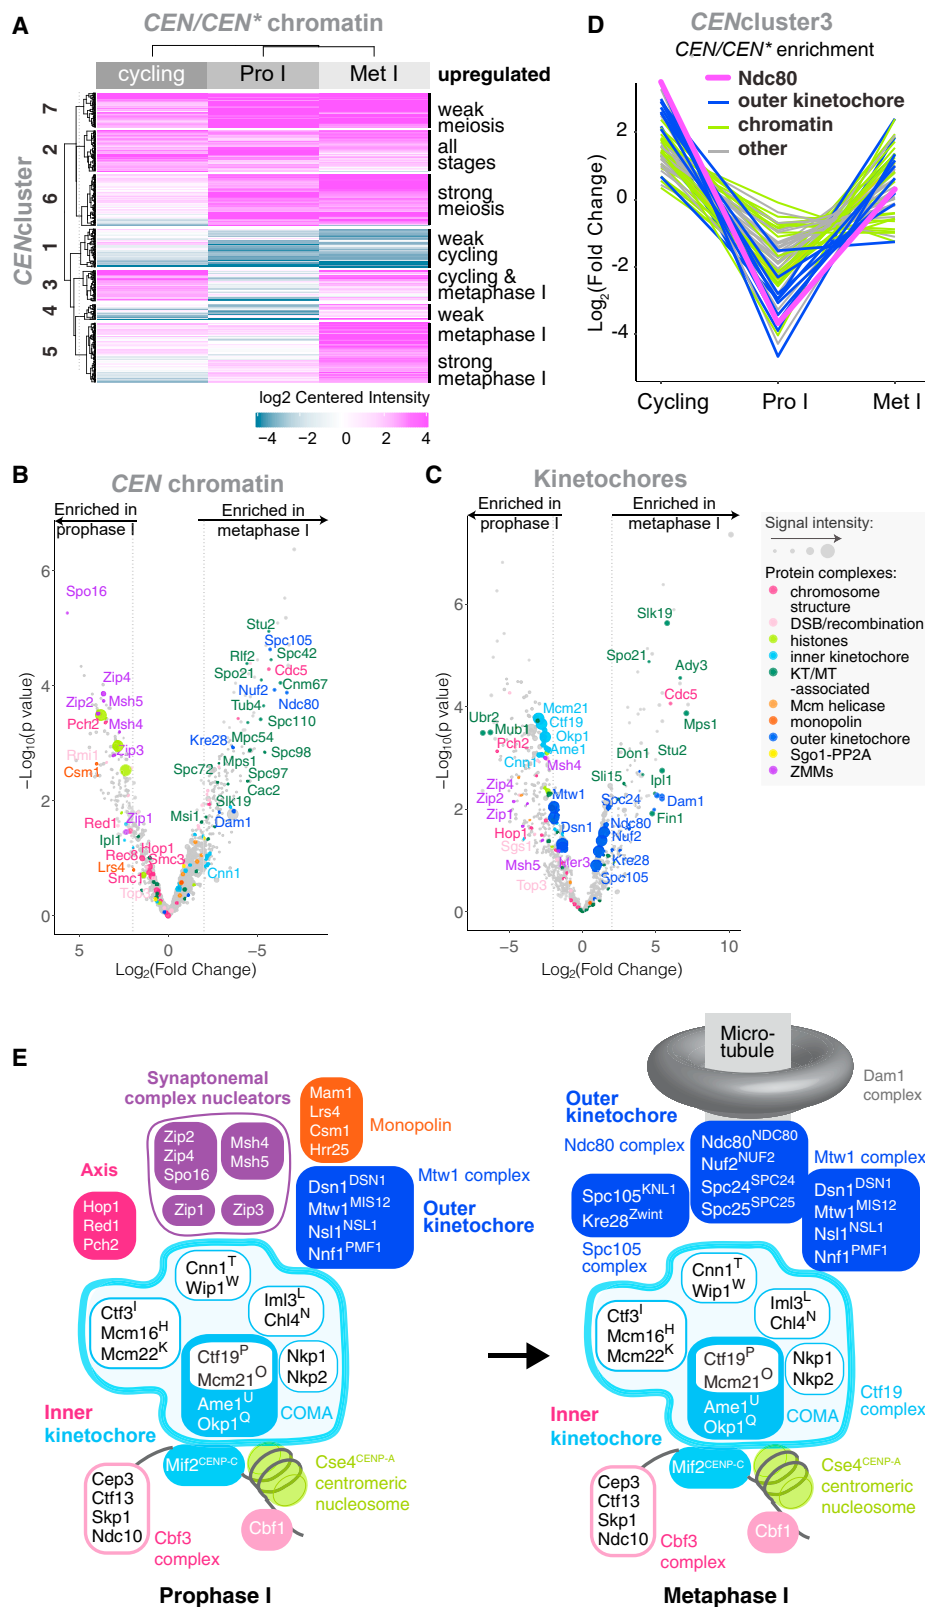 A
CEN/CEN* chromatin
cycling Pro I Met I upregulated
CENcluster
7
2
6
1
3
4
5
weak
meiosis
all
stages
strong
meiosis
weak
cycling
cycling &
metaphase I
weak
metaphase I
strong
metaphase I
log2 Centered Intensity
−4 −2 0 2 4
D
CENcluster3
CEN/CEN* enrichment
Ndc80
outer kinetochore
chromatin
other
Log2(Fold Change)
2
0
-2
-4
Cycling Pro I Met I
B
CEN chromatin
Enriched in
prophase I
Enriched in
metaphase I
−Log10(p value)
6
4
2
0
Spo16
Zip4
Zip2
Msh5
Pch2
Msh4
Rmi1
Zip3
Csm1
Red1
Zip1
Ipl1
Hop1
Rec8
Smc3
Lrs4
Smc1
Stu2
Spc105
Rlf2
Spc42
Spo21
Cdc5
Cnm67
Nuf2
Tub4
Ndc80
Spc110
Kre28
Mpc54
Mps1
Spc98
Spc72
Spc97
Cac2
Slk19
Msi1
Dam1
Cnn1
5 0 −5
Log2(Fold Change)
C
Kinetochores
Enriched in
prophase I
Enriched in
metaphase I
−Log10(p value)
6
4
2
0
Slk19
Spo21
Ady3
Cdc5
Mps1
Mcm21
Ctf19
Ubr2
Mub1
Okp1
Pch2
Ame1
Cnn1
Msh4
Don1
Stu2
Sli15
Ipl1
Zip4
Zip2
Mtw1
Spc24
Dam1
Zip1
Fin1
Hop1
Dsn1
Ndc80
Nuf2
Sgs1
Msh5
Mer3
Kre28
Top3
Spc105
−5 0 5 10
Log2(Fold Change)
Signal intensity:
Protein complexes:
chromosome
structure
DSB/recombination
histones
inner kinetochore
KT/MT
-associated
Mcm helicase
monopolin
outer kinetochore
Sgo1-PP2A
ZMMs
E
Synaptonemal
complex nucleators
Zip2
Zip4
Spo16
Msh4
Msh5
Zip1
Zip3
Mam1
Lrs4
Csm1
Hrr25
Monopolin
Axis
Hop1
Red1
Pch2
Mtw1 complex
Dsn1DSN1
Mtw1MIS12
Nsl1NSL1
Nnf1PMF1
Outer
kinetochore
Cnn1T
Wip1W
Ctf3I
Mcm16H
Mcm22K
Iml3L
Chl4N
Ctf19P
Mcm21O
Nkp1
Nkp2
Ame1U
Okp1Q
COMA
Inner
kinetochore
Mif2CENP-C
Cse4CENP-A
centromeric
nucleosome
Cep3
Ctf13
Skp1
Ndc10
Cbf1
Cbf3
complex
Prophase I
Micro-
tubule
Dam1
complex
Outer
kinetochore
Ndc80 complex
Ndc80NDC80
Nuf2NUF2
Spc24SPC24
Spc25SPC25
Mtw1 complex
Spc105KNL1
Kre28Zwint
Spc105
complex
Dsn1DSN1
Mtw1MIS12
Nsl1NSL1
Nnf1PMF1
Cnn1T
Wip1W
Ctf3I
Mcm16H
Mcm22K
Iml3L
Chl4N
Ctf19P
Mcm21O
Nkp1
Nkp2
Ame1U
Okp1Q
COMA
Ctf19
complex
Inner
kinetochore
Mif2CENP-C
Cse4CENP-A
centromeric
nucleosome
Cep3
Ctf13
Skp1
Ndc10
Cbf1
Cbf3
complex
Metaphase I